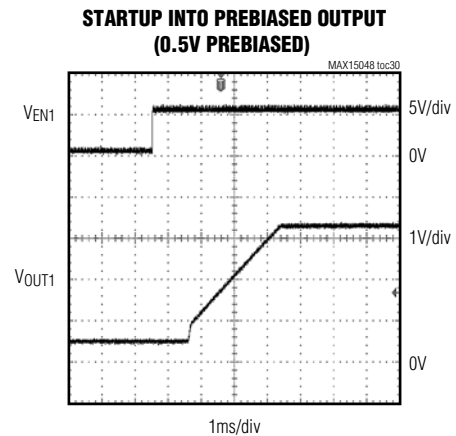 STARTUP INTO PREBIASED OUTPUT
(0.5V PREBIASED)
MAX15048 toc30
VEN1
5V/div
0V
1V/div
VOUT1
0V
1ms/div